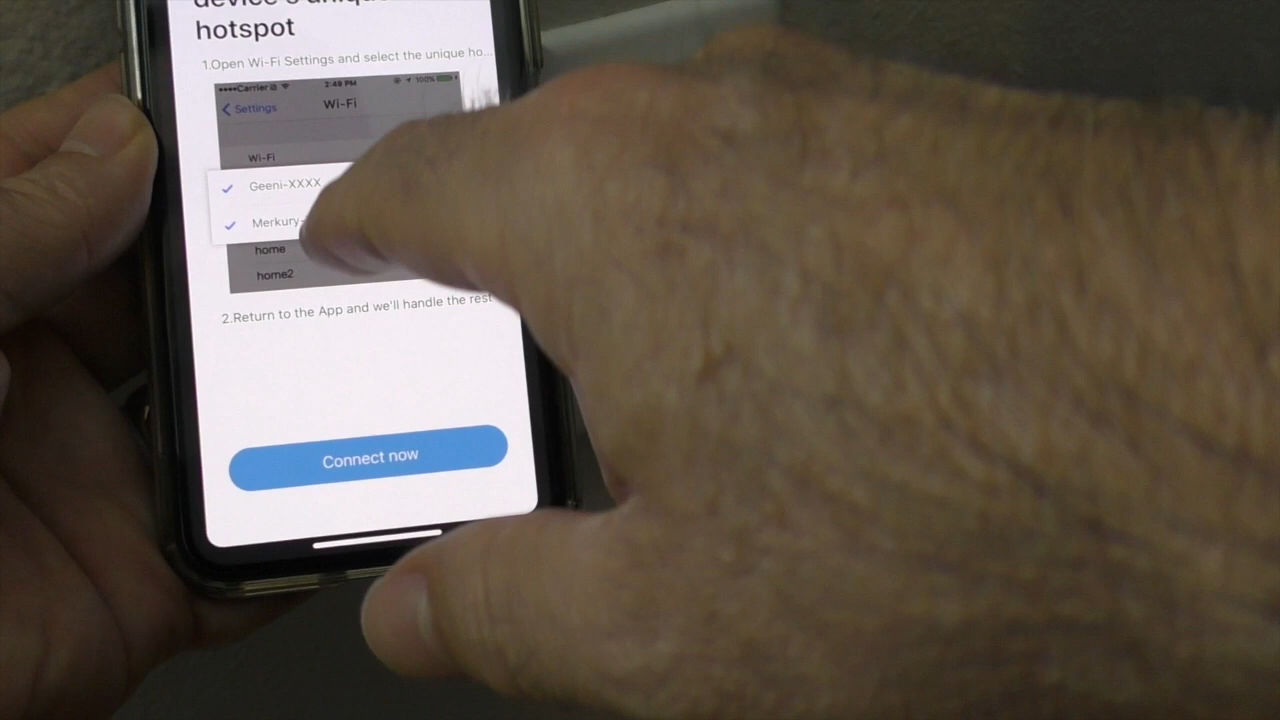 hotspot
1.Open Wi-Fi Settings and select the unique ho...
Carrier 2:49 PM 100%
Settings Wi-Fi
Wi-Fi
Geeni-XXXX
Merkury-
home
home2
2.Return to the App and we'll handle the rest
Connect now